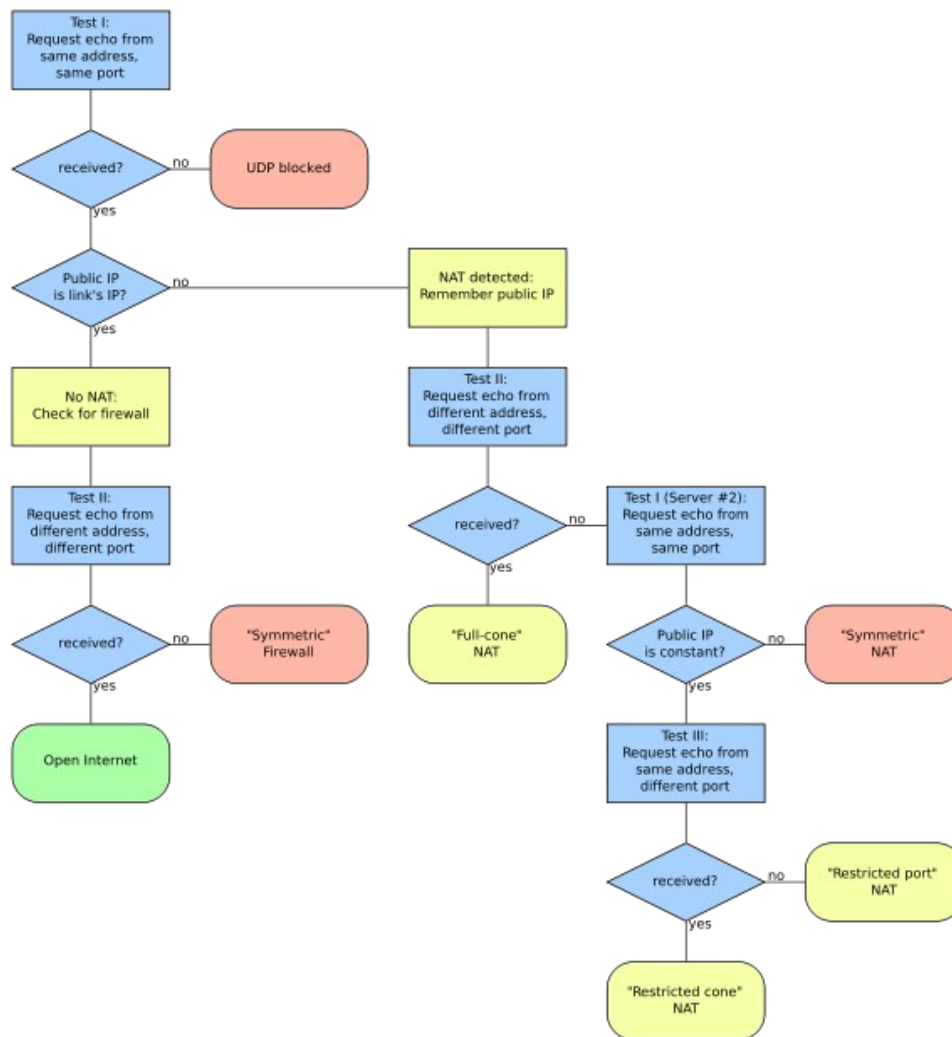 Test I:
Request echo from
same address,
same port
received?
no
UDP blocked
yes
Public IP
is link's IP?
no
NAT detected:
Remember public IP
yes
No NAT:
Check for firewall
Test II:
Request echo from
different address,
different port
Test II:
Request echo from
different address,
different port
received?
no
Test I (Server #2):
Request echo from
same address,
same port
yes
received?
no
"Symmetric"
Firewall
"Full-cone"
NAT
Public IP
is constant?
no
"Symmetric"
NAT
yes
yes
Open Internet
Test III:
Request echo from
same address,
different port
received?
no
"Restricted port"
NAT
yes
"Restricted cone"
NAT